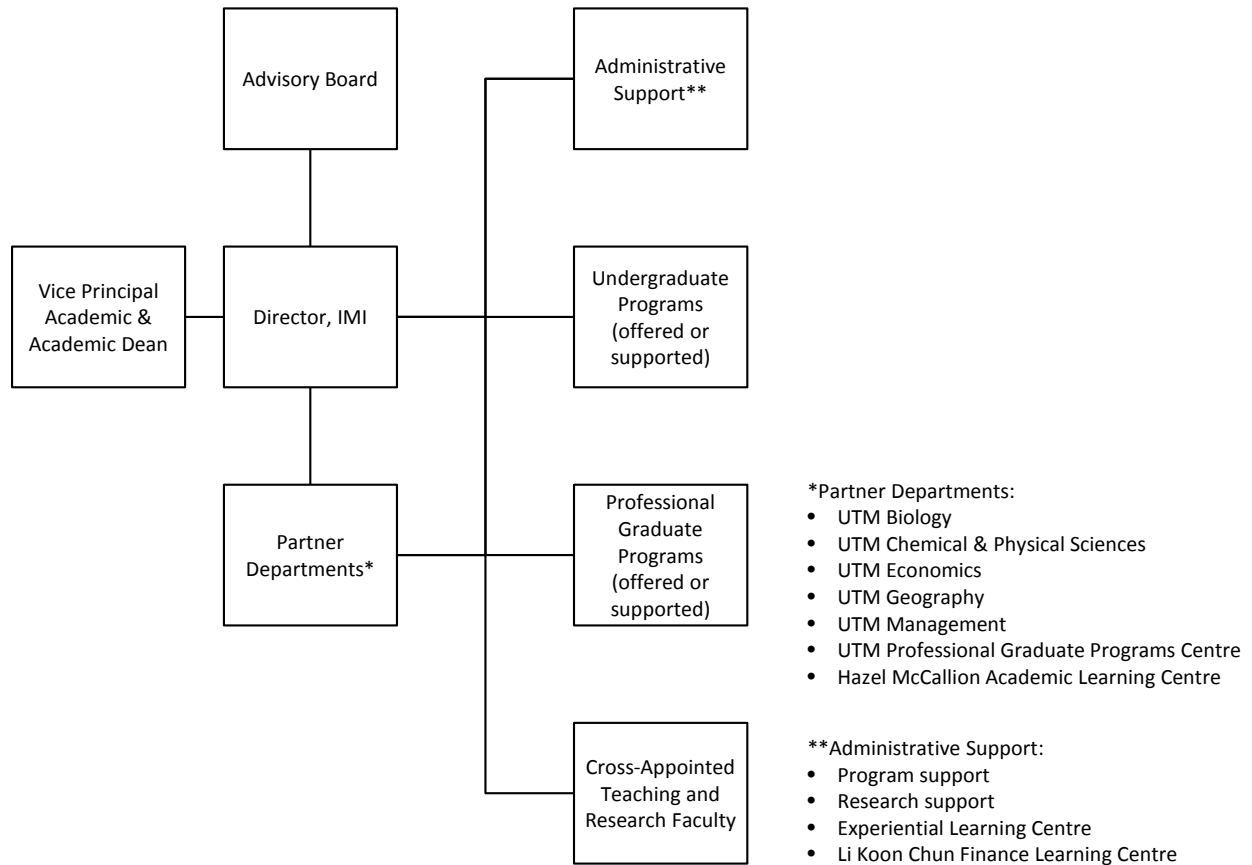 Advisory Board
Administrative
Support**
Vice Principal
Academic &
Academic Dean
Director, IMI
Undergraduate
Programs
(offered or
supported)
Partner
Departments*
Professional
Graduate
Programs
(offered or
supported)
*Partner Departments:
• UTM Biology
• UTM Chemical & Physical Sciences
• UTM Economics
• UTM Geography
• UTM Management
• UTM Professional Graduate Programs Centre
• Hazel McCallion Academic Learning Centre
Cross-Appointed
Teaching and
Research Faculty
**Administrative Support:
• Program support
• Research support
• Experiential Learning Centre
• Li Koon Chun Finance Learning Centre